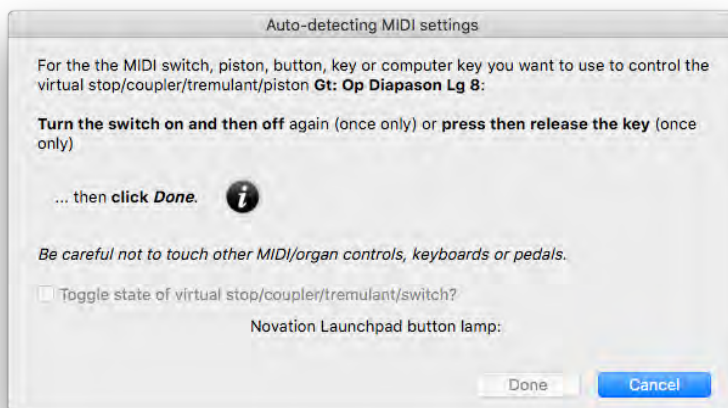 Auto-detecting MIDI settings
For the the MIDI switch, piston, button, key or computer key you want to use to control the
virtual stop/coupler/tremulant/piston Gt: Op Diapason Lg 8:
Turn the switch on and then off again (once only) or press then release the key (once
only)
... then click Done.
Be careful not to touch other MIDI/organ controls, keyboards or pedals.
Toggle state of virtual stop/coupler/tremulant/switch?
Novation Launchpad button lamp:
Done Cancel